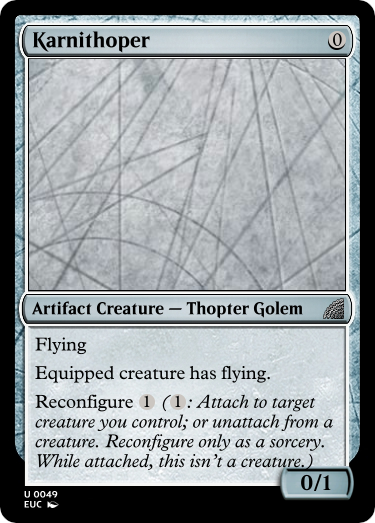 Karnithoper 0
Artifact Creature — Thopter Golem
Flying
Equipped creature has flying.
Reconfigure 1 (1: Attach to target
creature you control; or unattach from a
creature. Reconfigure only as a sorcery.
While attached, this isn't a creature.)
0/1
U 0049
EUC